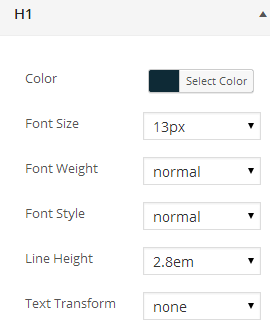 H1
Color Select Color
Font Size 13px
Font Weight normal
Font Style normal
Line Height 2.8em
Text Transform none